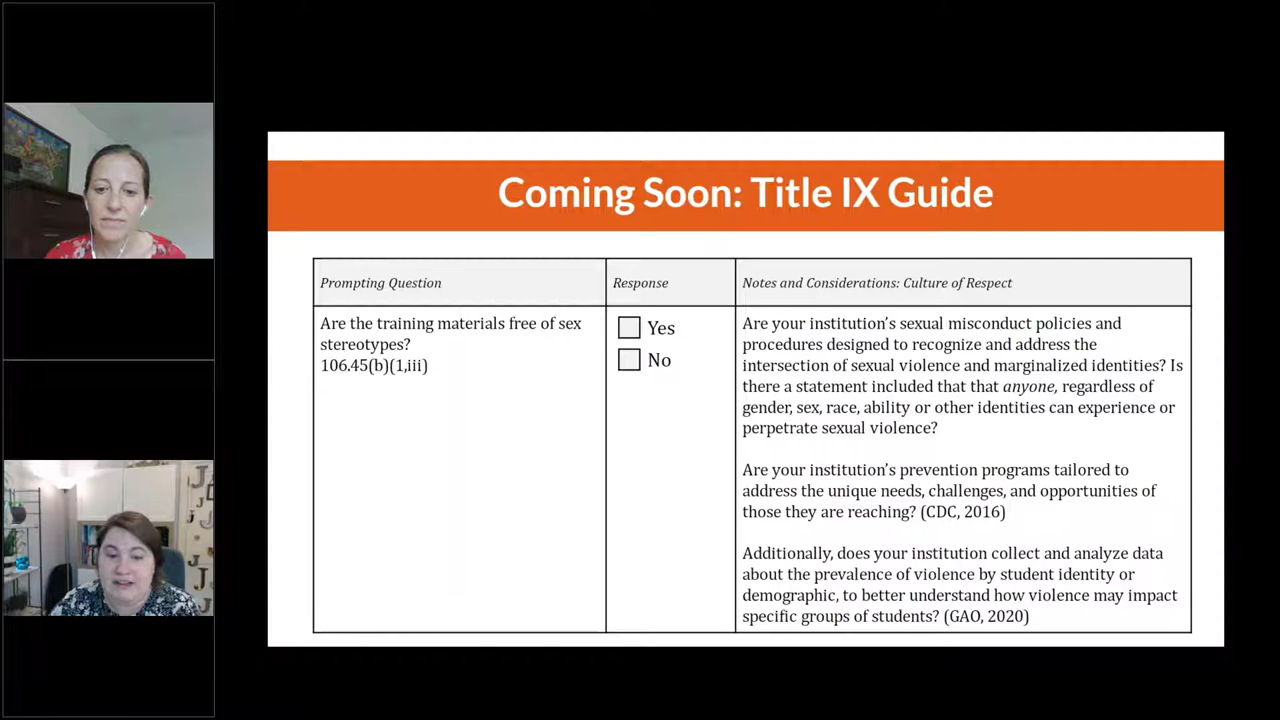 Coming Soon: Title IX Guide
Prompting Question
Response
Notes and Considerations: Culture of Respect
Are the training materials free of sex
stereotypes?
106.45(b)(1,iii)
Yes
No
Are your institution’s sexual misconduct policies and
procedures designed to recognize and address the
intersection of sexual violence and marginalized identities? Is
there a statement included that that anyone, regardless of
gender, sex, race, ability or other identities can experience or
perpetrate sexual violence?
Are your institution’s prevention programs tailored to
address the unique needs, challenges, and opportunities of
those they are reaching? (CDC, 2016)
Additionally, does your institution collect and analyze data
about the prevalence of violence by student identity or
demographic, to better understand how violence may impact
specific groups of students? (GAO, 2020)